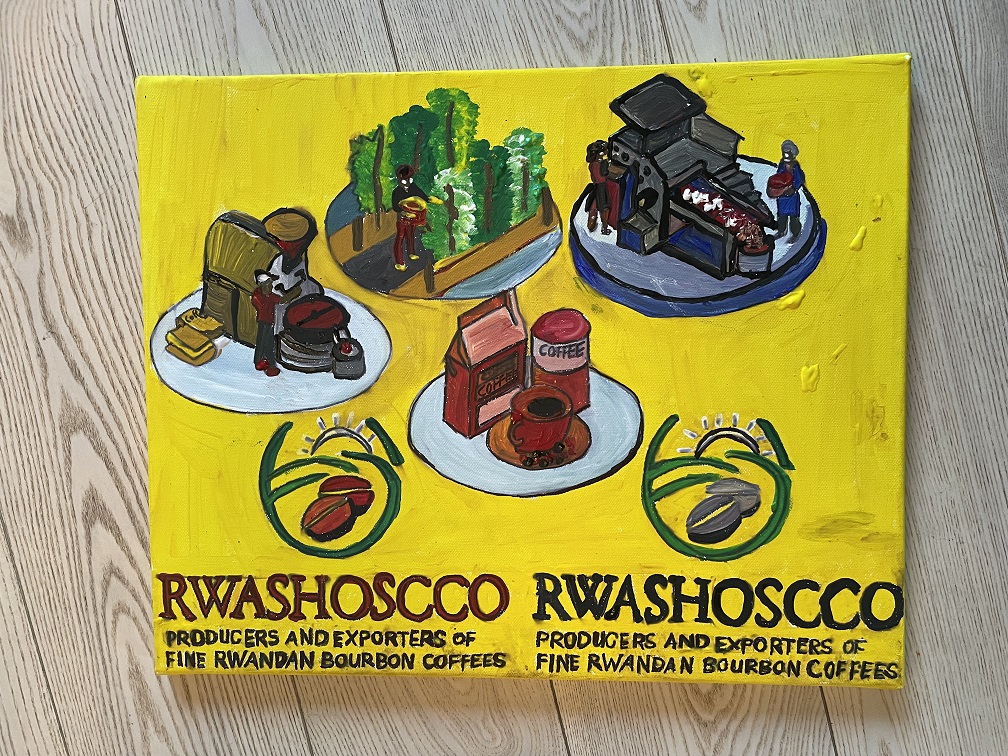 COFFEE
COFFEE
RWASHOSCCO
PRODUCERS AND EXPORTERS OF
FINE RWANDAN BOURBON COFFEES
RWASHOSCCO
PRODUCERS AND EXPORTERS OF
FINE RWANDAN BOURBON COFFEES